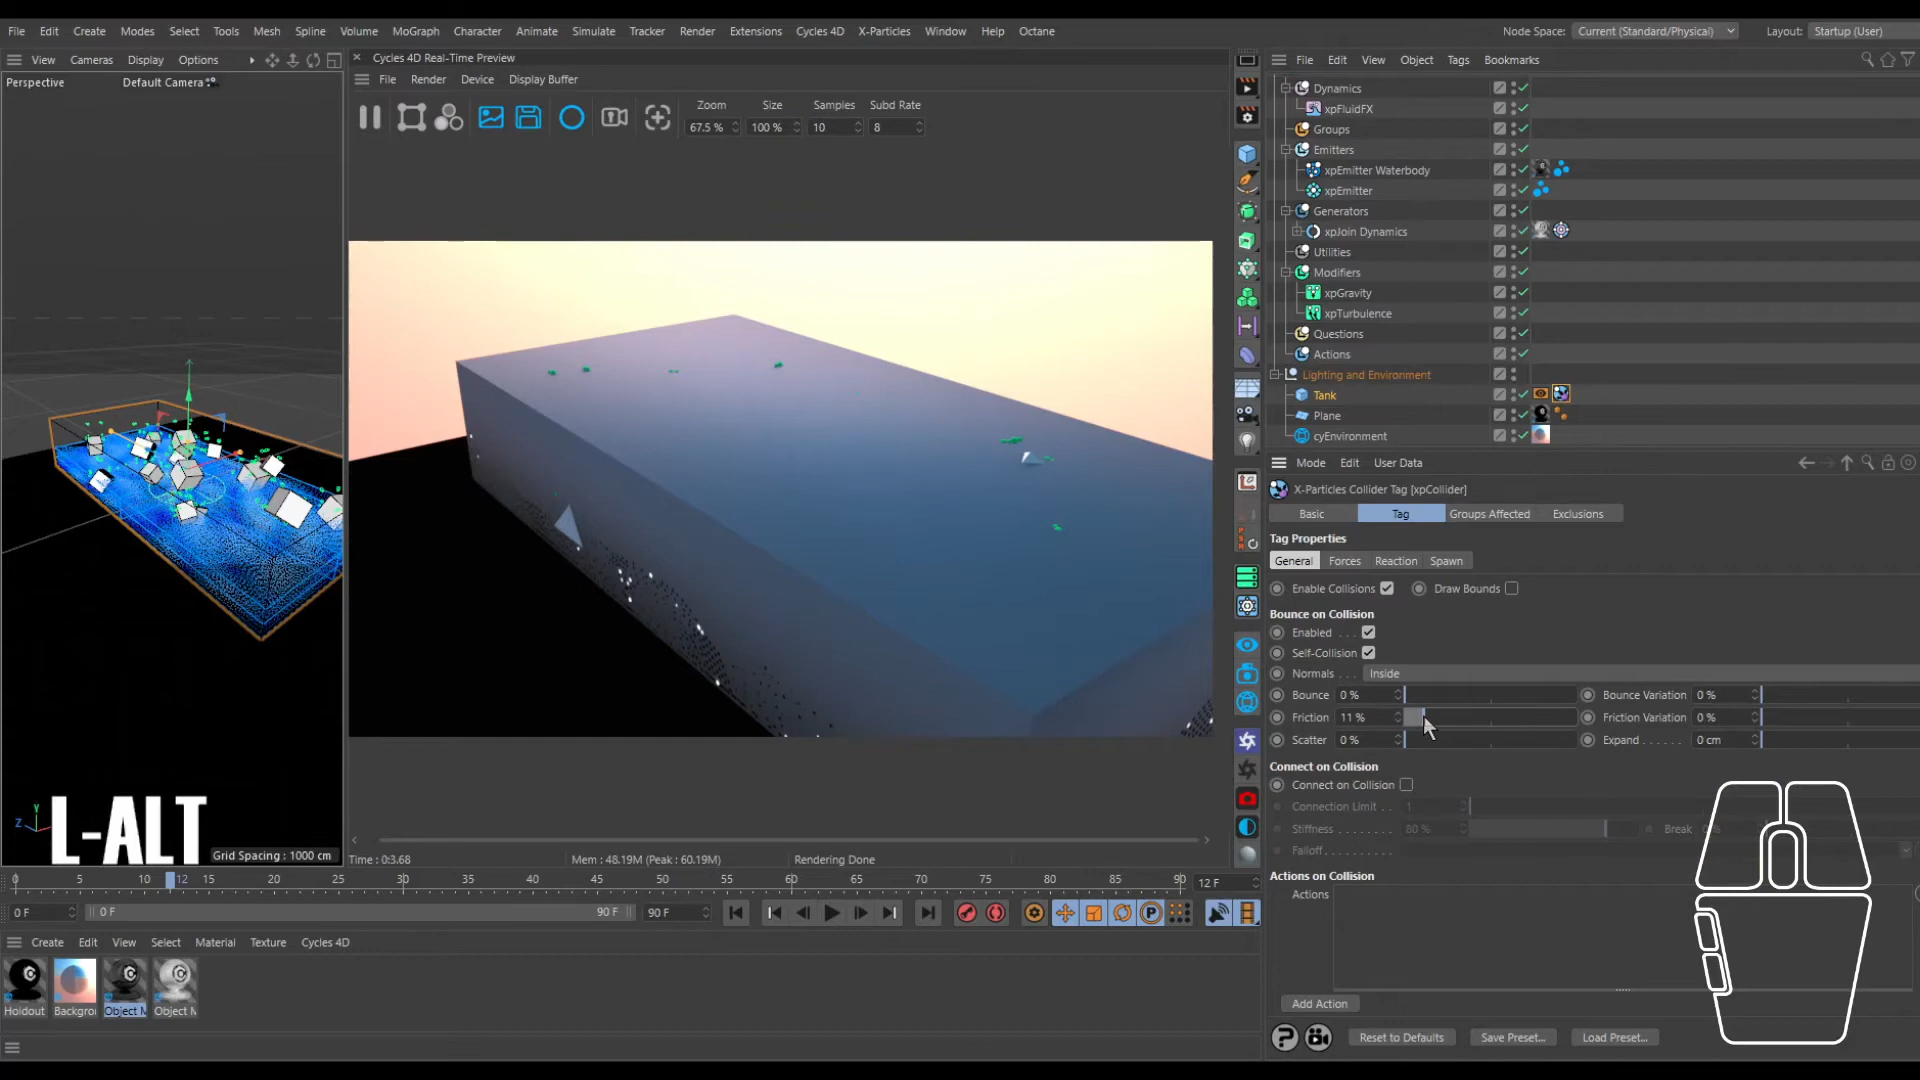 File Edit Create Modes Select Tools Mesh Spline Volume MoGraph Character Animate Simulate Tracker Render Extensions Cycles 4D X-Particles Window Help Octane Node Space: Current (Standard/Physical) Layout: Startup (User)
View Cameras Display Options
Perspective Default Camera
Cycles 4D Real-Time Preview
File Render Device Display Buffer
Zoom Size Samples Subd Rate
67.5 % 100 % 10 8
File Edit View Object Tags Bookmarks
Dynamics
xpFluidFX
Groups
Emitters
xpEmitter Waterbody
xpEmitter
Generators
xpJoin Dynamics
Utilities
Modifiers
xpGravity
xpTurbulence
Questions
Actions
Lighting and Environment
Tank
Plane
cyEnvironment
Mode Edit User Data
X-Particles Collider Tag [xpCollider]
Basic Tag Groups Affected Exclusions
Tag Properties
General Forces Reaction Spawn
Enable Collisions Draw Bounds
Bounce on Collision
Enabled . . .
Self-Collision
Normals . . . Inside
Bounce 0 % Bounce Variation 0 %
Friction 11 % Friction Variation 0 %
Scatter 0 % Expand . . . . . . 0 cm
Connect on Collision
Connect on Collision
Connection Limit . . 1
Stiffness . . . . . . . . 80 % Break 0%
Falloff . . . . . . . . . .
Actions on Collision
Actions
Add Action
Reset to Defaults Save Preset... Load Preset...
Z Y
L-ALT
Grid Spacing : 1000 cm
Time : 0:3.68 Mem : 48.19M (Peak : 60.19M) Rendering Done
0 5 10 12 15 20 25 30 35 40 45 50 55 60 65 70 75 80 85 90 12 F
0 F 0 F 90 F 90 F
P
Create Edit View Select Material Texture Cycles 4D
Holdout Backgrou Object M Object M